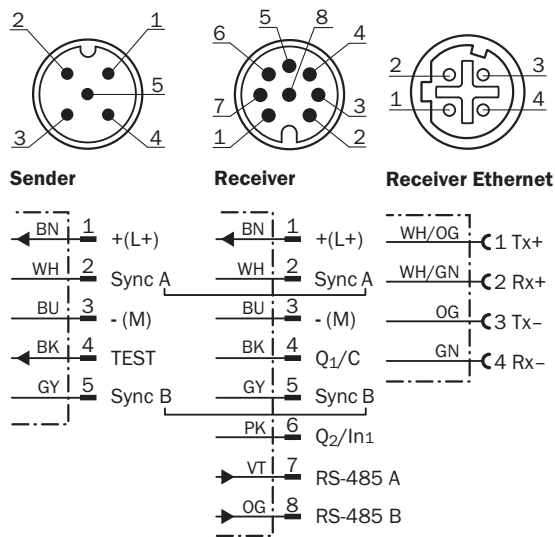 2 1 5 3 4
5 8 6 4 7 3 1 2
2 3 1 4
Sender
BN 1 +(L+)
WH 2 Sync A
BU 3 - (M)
BK 4 TEST
GY 5 Sync B
Receiver
BN 1 +(L+)
WH 2 Sync A
BU 3 - (M)
BK 4 Q1/C
GY 5 Sync B
PK 6 Q2/In1
VT 7 RS-485 A
OG 8 RS-485 B
Receiver Ethernet
WH/OG 1 Tx+
WH/GN 2 Rx+
OG 3 Tx–
GN 4 Rx–